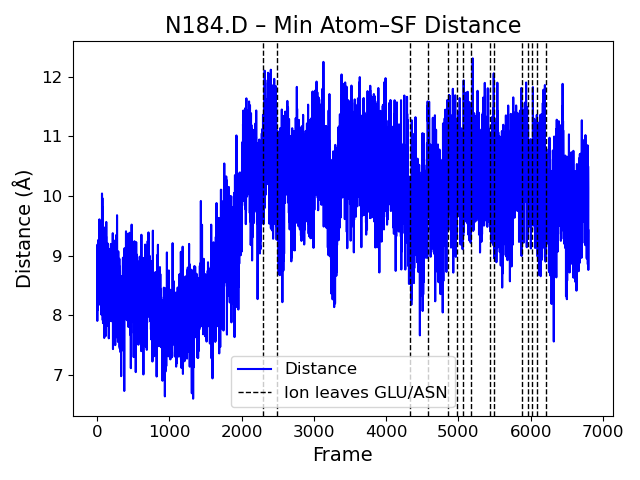 N184.D – Min Atom–SF Distance
Distance (Å)
12
11
10
9
8
7
Distance
Ion leaves GLU/ASN
0 1000 2000 3000 4000 5000 6000 7000
Frame